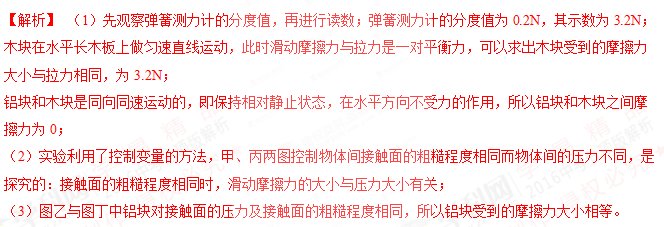 【解析】（1）先观察弹簧测力计的分度值，再进行读数；弹簧测力计的分度值为 0.2N，其示数为 3.2N；
木块在水平长木板上做匀速直线运动，此时滑动摩擦力与拉力是一对平衡力，可以求出木块受到的摩擦力
大小与拉力相同，为 3.2N；
铝块和木块是同向同速运动的，即保持相对静止状态，在水平方向不受力的作用，所以铝块和木块之间摩
擦力为 0；
（2）实验利用了控制变量的方法，甲、丙两图控制物体间接触面的粗糙程度相同而物体间的压力不同，是
探究的：接触面的粗糙程度相同时，滑动摩擦力的大小与压力大小有关；
（3）图乙与图丁中铝块对接触面的压力及接触面的粗糙程度相同，所以铝块受到的摩擦力大小相等。